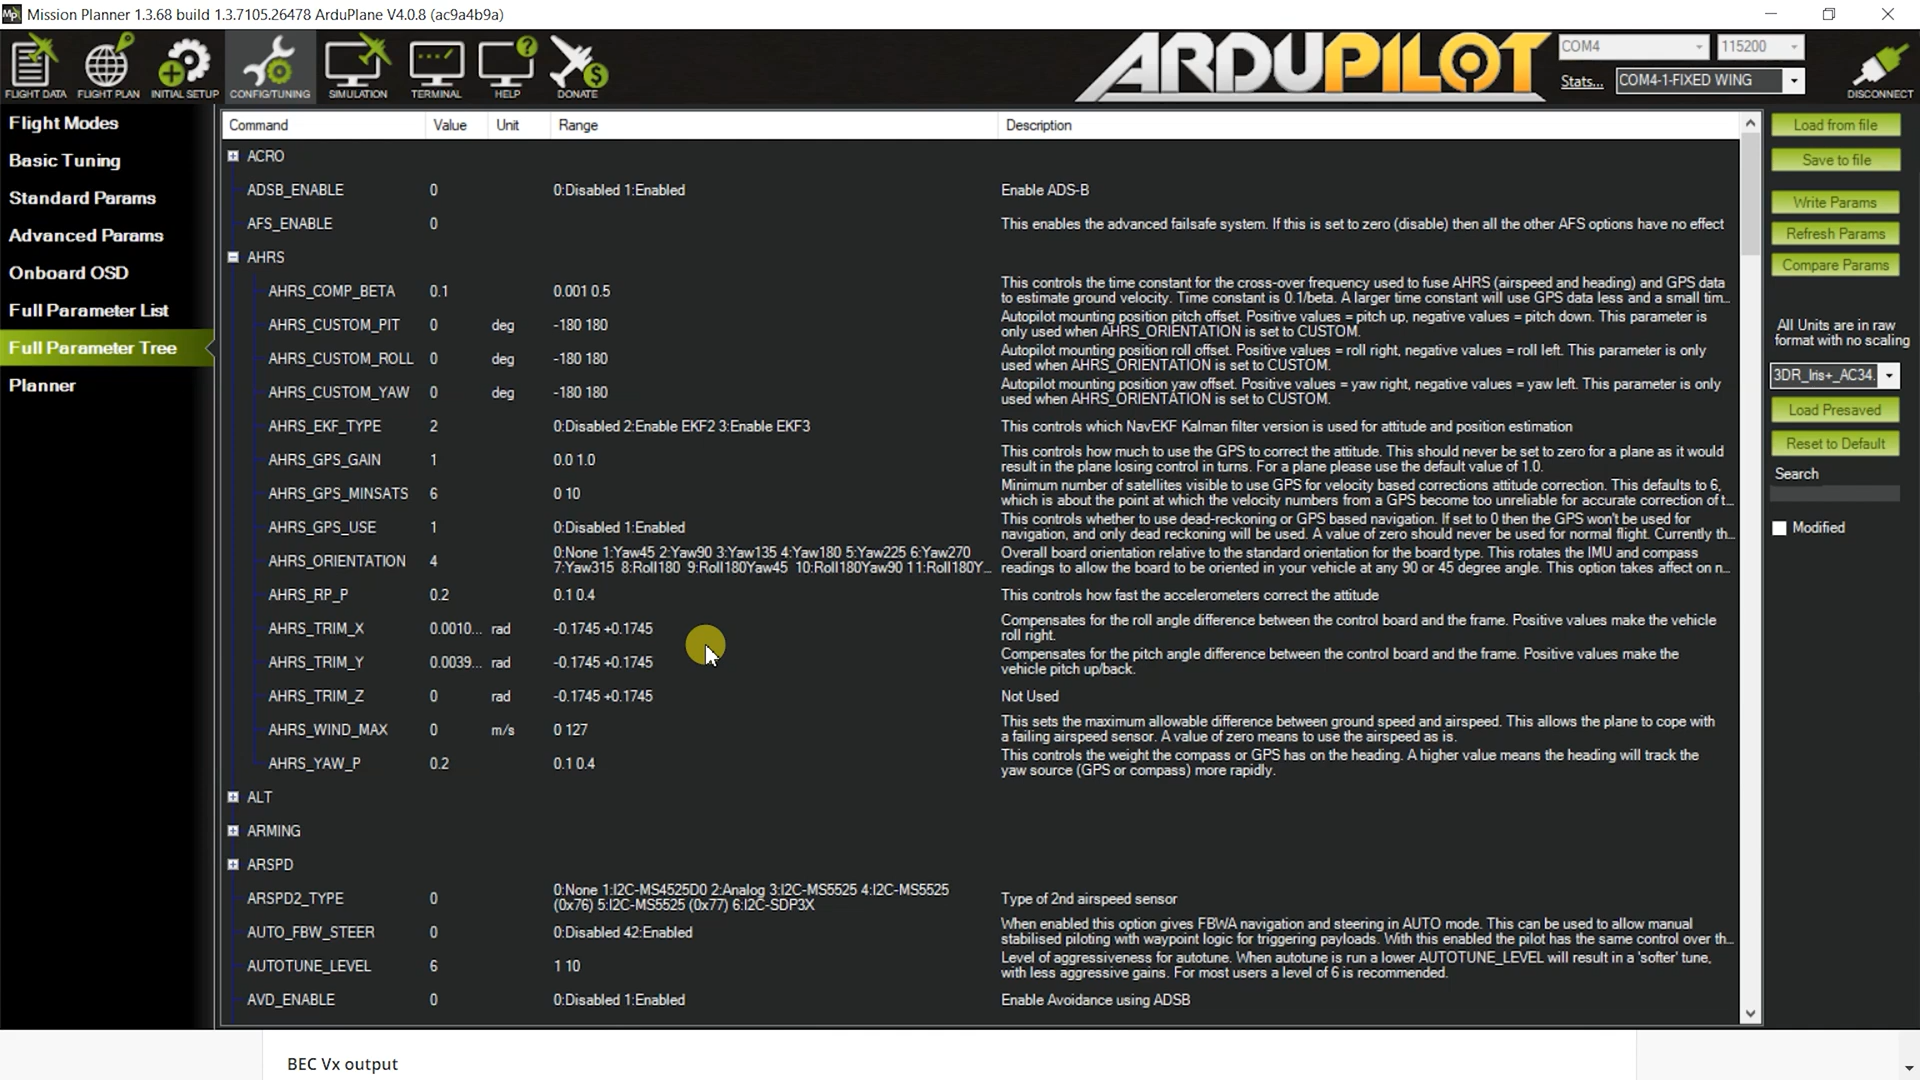 Mission Planner 1.3.68 build 1.3.7105.26478 ArduPlane V4.0.8 (ac9a4b9a)
FLIGHT DATA
FLIGHT PLAN
INITIAL SETUP
CONFIG/TUNING
SIMULATION
TERMINAL
HELP
DONATE
ARDUPILOT
COM4
115200
Stats...
COM4-1-FIXED WING
DISCONNECT
Flight Modes
Basic Tuning
Standard Params
Advanced Params
Onboard OSD
Full Parameter List
Full Parameter Tree
Planner
Command Value Unit Range Description
ACRO
ADSB_ENABLE 0 0:Disabled 1:Enabled Enable ADS-B
AFS_ENABLE 0 This enables the advanced failsafe system. If this is set to zero (disable) then all the other AFS options have no effect
AHRS
AHRS_COMP_BETA 0.1 0.001 0.5 This controls the time constant for the cross-over frequency used to fuse AHRS (airspeed and heading) and GPS data
to estimate ground velocity. Time constant is 0.1/beta. A larger time constant will use GPS data less and a small tim...
AHRS_CUSTOM_PIT 0 deg -180 180 Autopilot mounting position pitch offset. Positive values = pitch up, negative values = pitch down. This parameter is
only used when AHRS_ORIENTATION is set to CUSTOM.
AHRS_CUSTOM_ROLL 0 deg -180 180 Autopilot mounting position roll offset. Positive values = roll right, negative values = roll left. This parameter is only
used when AHRS_ORIENTATION is set to CUSTOM.
AHRS_CUSTOM_YAW 0 deg -180 180 Autopilot mounting position yaw offset. Positive values = yaw right, negative values = yaw left. This parameter is only
used when AHRS_ORIENTATION is set to CUSTOM.
AHRS_EKF_TYPE 2 0:Disabled 2:Enable EKF2 3:Enable EKF3 This controls which NavEKF Kalman filter version is used for attitude and position estimation
AHRS_GPS_GAIN 1 0.0 1.0 This controls how much to use the GPS to correct the attitude. This should never be set to zero for a plane as it would
result in the plane losing control in turns. For a plane please use the default value of 1.0.
AHRS_GPS_MINSATS 6 0 10 Minimum number of satellites visible to use GPS for velocity based corrections attitude correction. This defaults to 6,
which is about the point at which the velocity numbers from a GPS become too unreliable for accurate correction of t...
AHRS_GPS_USE 1 0:Disabled 1:Enabled This controls whether to use dead-reckoning or GPS based navigation. If set to 0 then the GPS won't be used for
navigation, and only dead reckoning will be used. A value of zero should never be used for normal flight. Currently th...
AHRS_ORIENTATION 4 0:None 1:Yaw45 2:Yaw90 3:Yaw135 4:Yaw180 5:Yaw225 6:Yaw270 Overall board orientation relative to the standard orientation for the board type. This rotates the IMU and compass
7:Yaw315 8:Roll180 9:Roll180Yaw45 10:Roll180Yaw90 11:Roll180Y... readings to allow the board to be oriented in your vehicle at any 90 or 45 degree angle. This option takes affect on n...
AHRS_RP_P 0.2 0.1 0.4 This controls how fast the accelerometers correct the attitude
AHRS_TRIM_X 0.0010... rad -0.1745 +0.1745 Compensates for the roll angle difference between the control board and the frame. Positive values make the vehicle
roll right.
AHRS_TRIM_Y 0.0039... rad -0.1745 +0.1745 Compensates for the pitch angle difference between the control board and the frame. Positive values make the
vehicle pitch up/back.
AHRS_TRIM_Z 0 rad -0.1745 +0.1745 Not Used
AHRS_WIND_MAX 0 m/s 0 127 This sets the maximum allowable difference between ground speed and airspeed. This allows the plane to cope with
a failing airspeed sensor. A value of zero means to use the airspeed as is.
AHRS_YAW_P 0.2 0.1 0.4 This controls the weight the compass or GPS has on the heading. A higher value means the heading will track the
yaw source (GPS or compass) more rapidly.
ALT
ARMING
ARSPD
ARSPD2_TYPE 0 0:None 1:I2C-MS4525D0 2:Analog 3:I2C-MS5525 4:I2C-MS5525
(0x76) 5:I2C-MS5525 (0x77) 6:I2C-SDP3X Type of 2nd airspeed sensor
AUTO_FBW_STEER 0 0:Disabled 42:Enabled When enabled this option gives FBWA navigation and steering in AUTO mode. This can be used to allow manual
stabilised piloting with waypoint logic for triggering payloads. With this enabled the pilot has the same control over th...
AUTOTUNE_LEVEL 6 1 10 Level of aggressiveness for autotune. When autotune is run a lower AUTOTUNE_LEVEL will result in a 'softer' tune,
with less aggressive gains. For most users a level of 6 is recommended.
AVD_ENABLE 0 0:Disabled 1:Enabled Enable Avoidance using ADSB
Load from file
Save to file
Write Params
Refresh Params
Compare Params
All Units are in raw
format with no scaling
3DR_Iris+_AC34.
Load Presaved
Reset to Default
Search
Modified
BEC Vx output